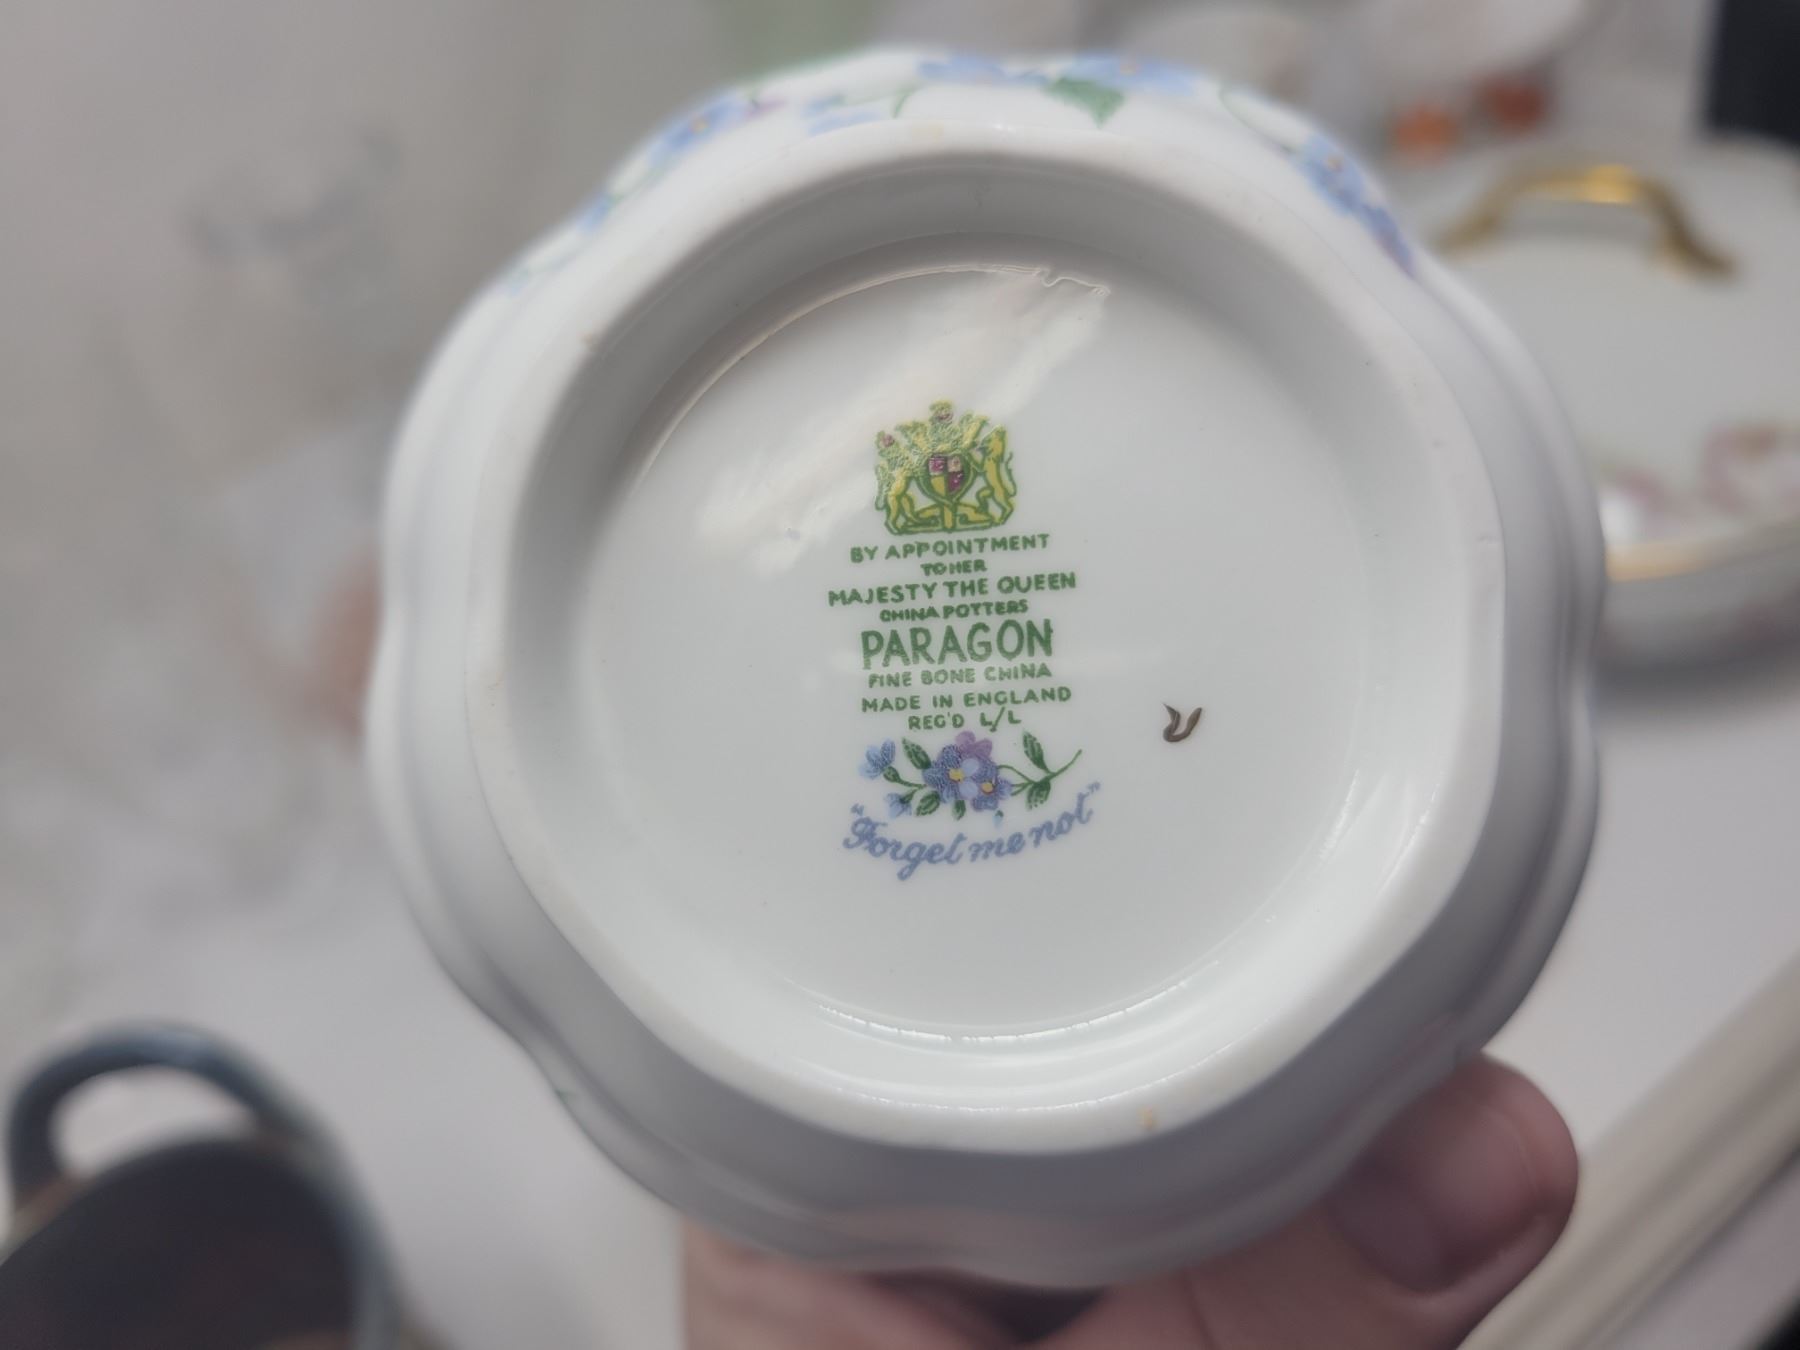 BY APPOINTMENT
TO HER
MAJESTY THE QUEEN
CHINA POTTERS
PARAGON
FINE BONE CHINA
MADE IN ENGLAND
REG'D L/L
"Forget me not"